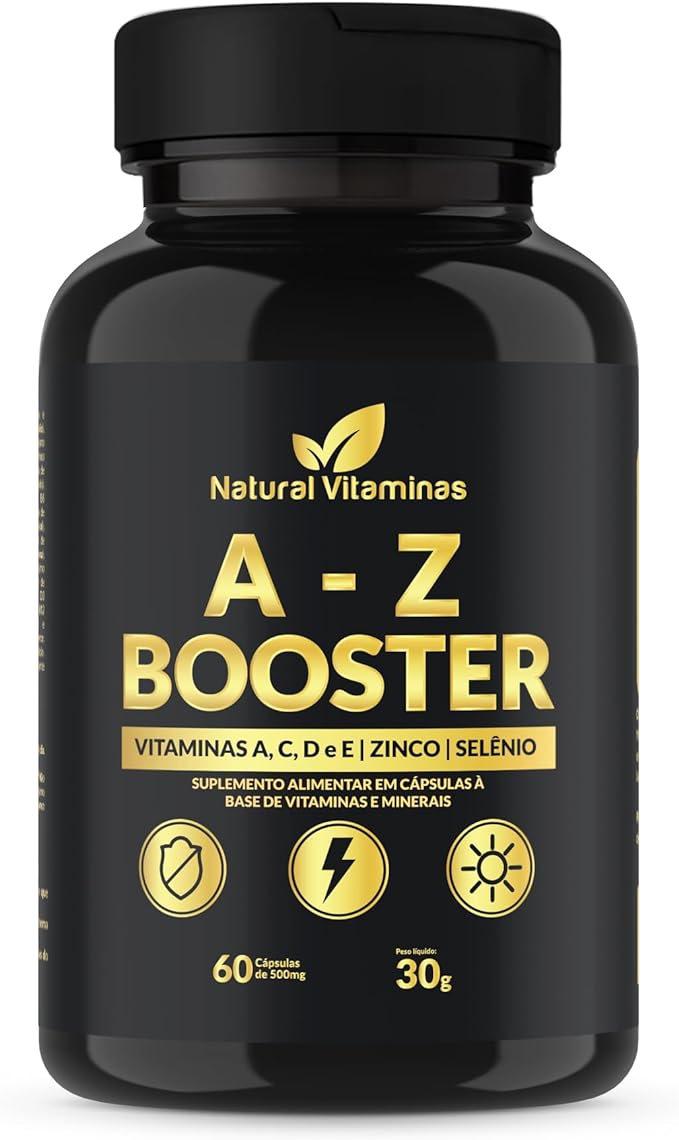 Natural Vitaminas
A - Z
BOOSTER
VITAMINAS A, C, D e E | ZINCO | SELÊNIO
SUPLEMENTO ALIMENTAR EM CÁPSULAS À
BASE DE VITAMINAS E MINERAIS
60 Cápsulas
de 500mg
Peso líquido:
30g